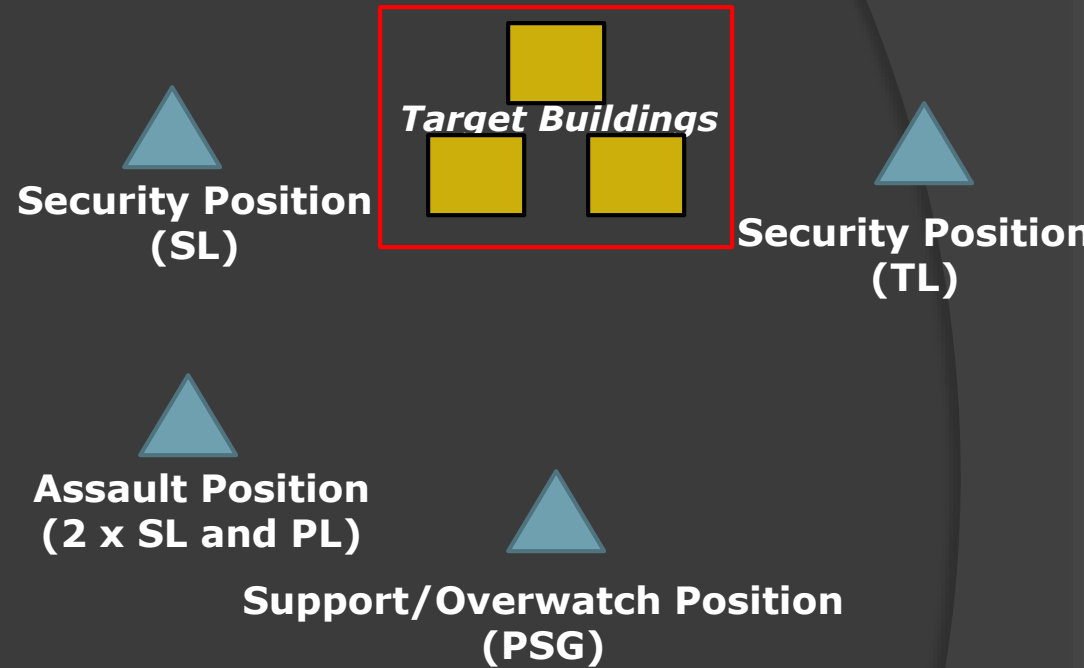 Target Buildings
Security Position
(SL)
Security Position
(TL)
Assault Position
(2 x SL and PL)
Support/Overwatch Position
(PSG)